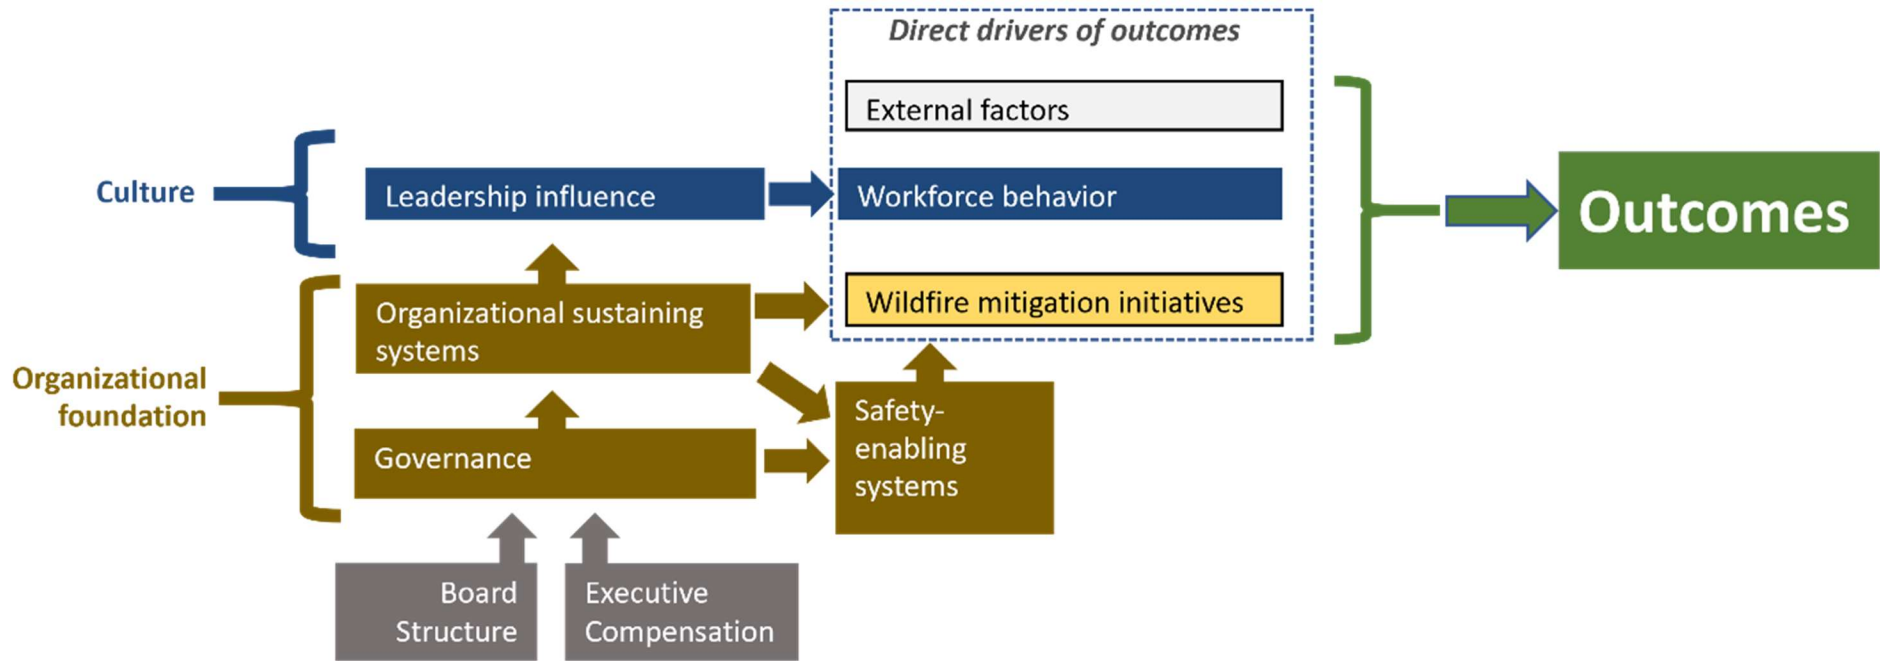 Direct drivers of outcomes
External factors
Culture
Leadership influence
Workforce behavior
Outcomes
Organizational sustaining
systems
Wildfire mitigation initiatives
Organizational
foundation
Governance
Safety-
enabling
systems
Board
Structure
Executive
Compensation